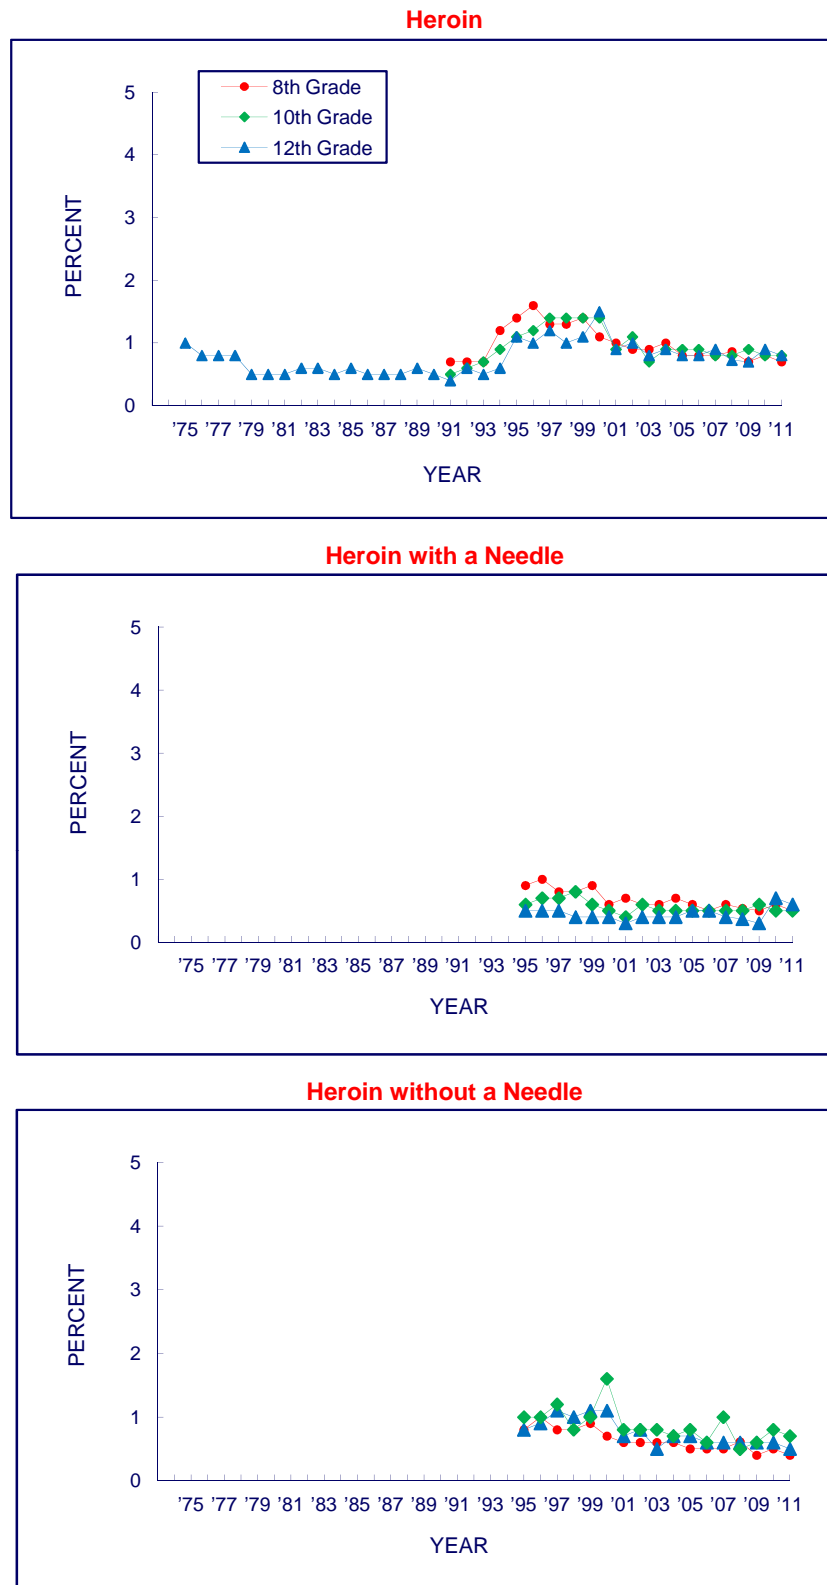 Heroin
8th Grade
10th Grade
12th Grade
5
4
3
2
1
0
PERCENT
’75 ’77 ’79 ’81 ’83 ’85 ’87 ’89 ’91 ’93 ’95 ’97 ’99 ’01 ’03 ’05 ’07 ’09 ’11
YEAR
Heroin with a Needle
5
4
3
2
1
0
PERCENT
’75 ’77 ’79 ’81 ’83 ’85 ’87 ’89 ’91 ’93 ’95 ’97 ’99 ’01 ’03 ’05 ’07 ’09 ’11
YEAR
Heroin without a Needle
5
4
3
2
1
0
PERCENT
’75 ’77 ’79 ’81 ’83 ’85 ’87 ’89 ’91 ’93 ’95 ’97 ’99 ’01 ’03 ’05 ’07 ’09 ’11
YEAR